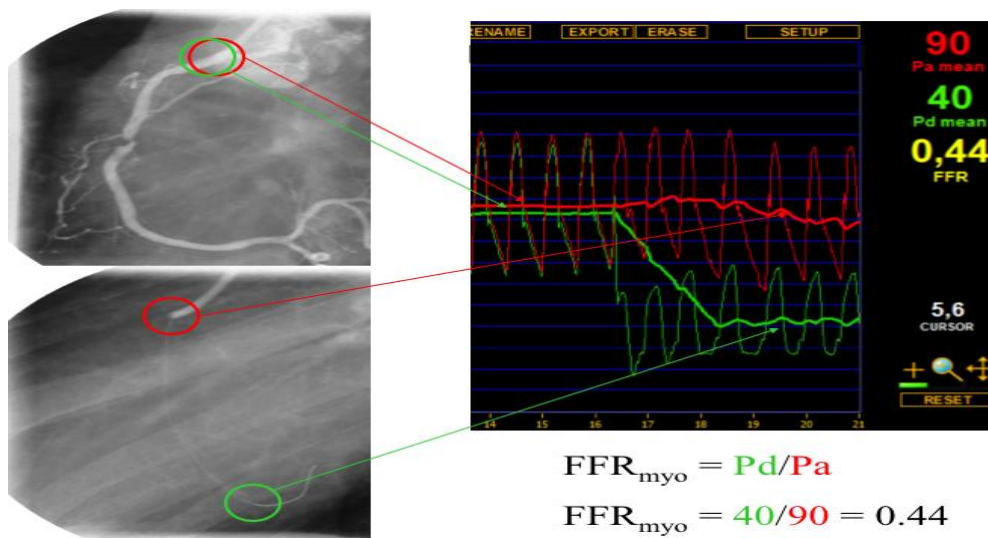 RENAME EXPORT ERASE SETUP
90
Pa mean
40
Pd mean
0,44
FFR
5,6
CURSOR
RESET
14 15 16 17 18 19 20 21
FFRmyo = Pd/Pa
FFRmyo = 40/90 = 0.44